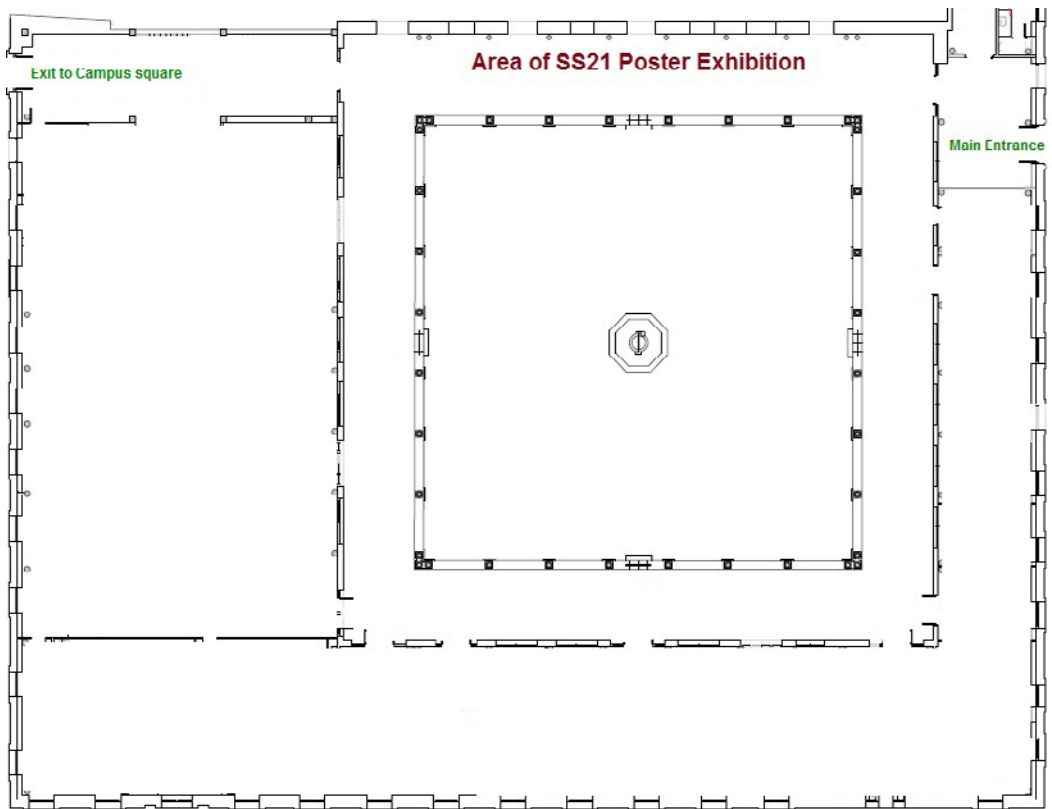 Area of SS21 Poster Exhibition
Exit to Campus square
Main Entrance